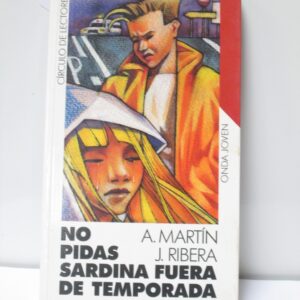 CÍRCULO DE LECTORES
ONDA JOVEN
NO
PIDAS
A. MARTÍN
J. RIBERA
SARDINA FUERA
DE TEMPORADA